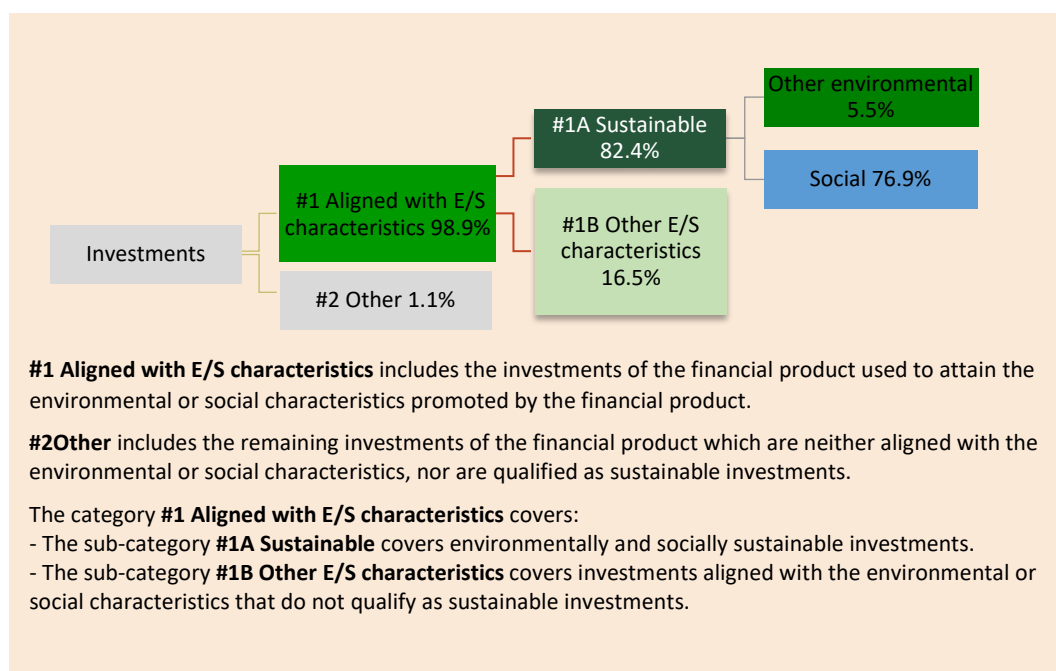 Other environmental
5.5%
#1A Sustainable
82.4%
Social 76.9%
#1 Aligned with E/S
characteristics 98.9%
#1B Other E/S
characteristics
16.5%
Investments
#2 Other 1.1%
#1 Aligned with E/S characteristics includes the investments of the financial product used to attain the
environmental or social characteristics promoted by the financial product.
#2Other includes the remaining investments of the financial product which are neither aligned with the
environmental or social characteristics, nor are qualified as sustainable investments.
The category #1 Aligned with E/S characteristics covers:
- The sub-category #1A Sustainable covers environmentally and socially sustainable investments.
- The sub-category #1B Other E/S characteristics covers investments aligned with the environmental or
social characteristics that do not qualify as sustainable investments.